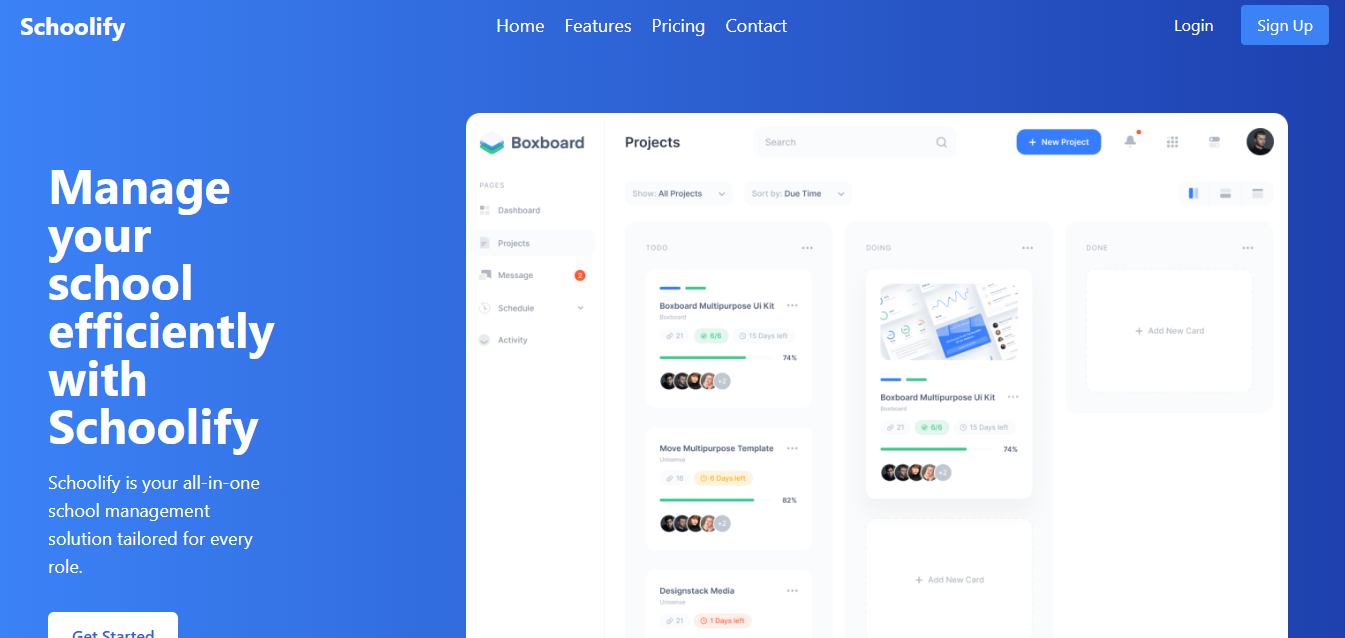 Schoolify
Home Features Pricing Contact
Login Sign Up
Manage
your
school
efficiently
with
Schoolify
Schoolify is your all-in-one
school management
solution tailored for every
role.
Get Started
Boxboard
PAGES
Dashboard
Projects
Message 2
Schedule
Activity
Projects
Search
+ New Project
Show: All Projects
Sort by: Due Time
TODO
Boxboard Multipurpose Ui Kit
Boxboard
21 6/6 15 Days left
74%
+2
Move Multipurpose Template
Unisense
16 6 Days left
82%
+2
Designstack Media
Unisense
21 1 Days left
DOING
Boxboard Multipurpose Ui Kit
Boxboard
21 6/6 15 Days left
74%
+2
+ Add New Card
DONE
+ Add New Card